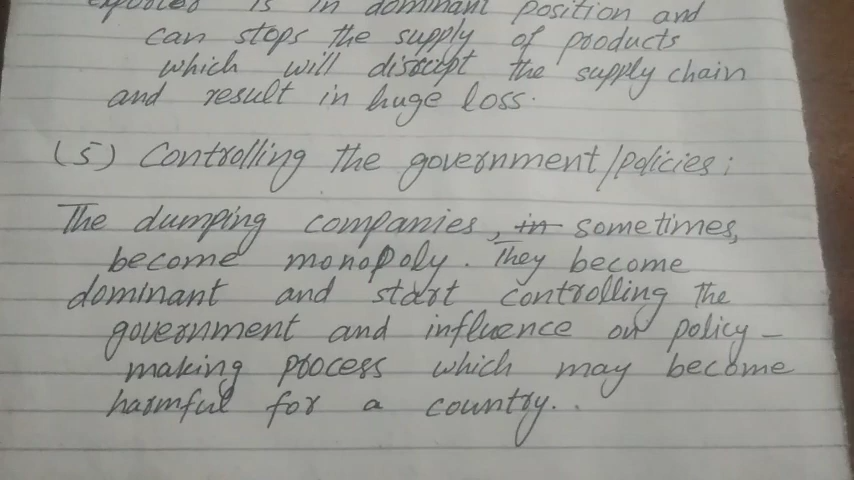 is in dominant position and
can stops the supply of products
which will disrupt the supply chain
and result in huge loss.
(5) Controlling the government/policies:
The dumping companies, in sometimes,
become monopoly. They become
dominant and start controlling the
government and influence on policy-
making process which may become
harmful for a country..